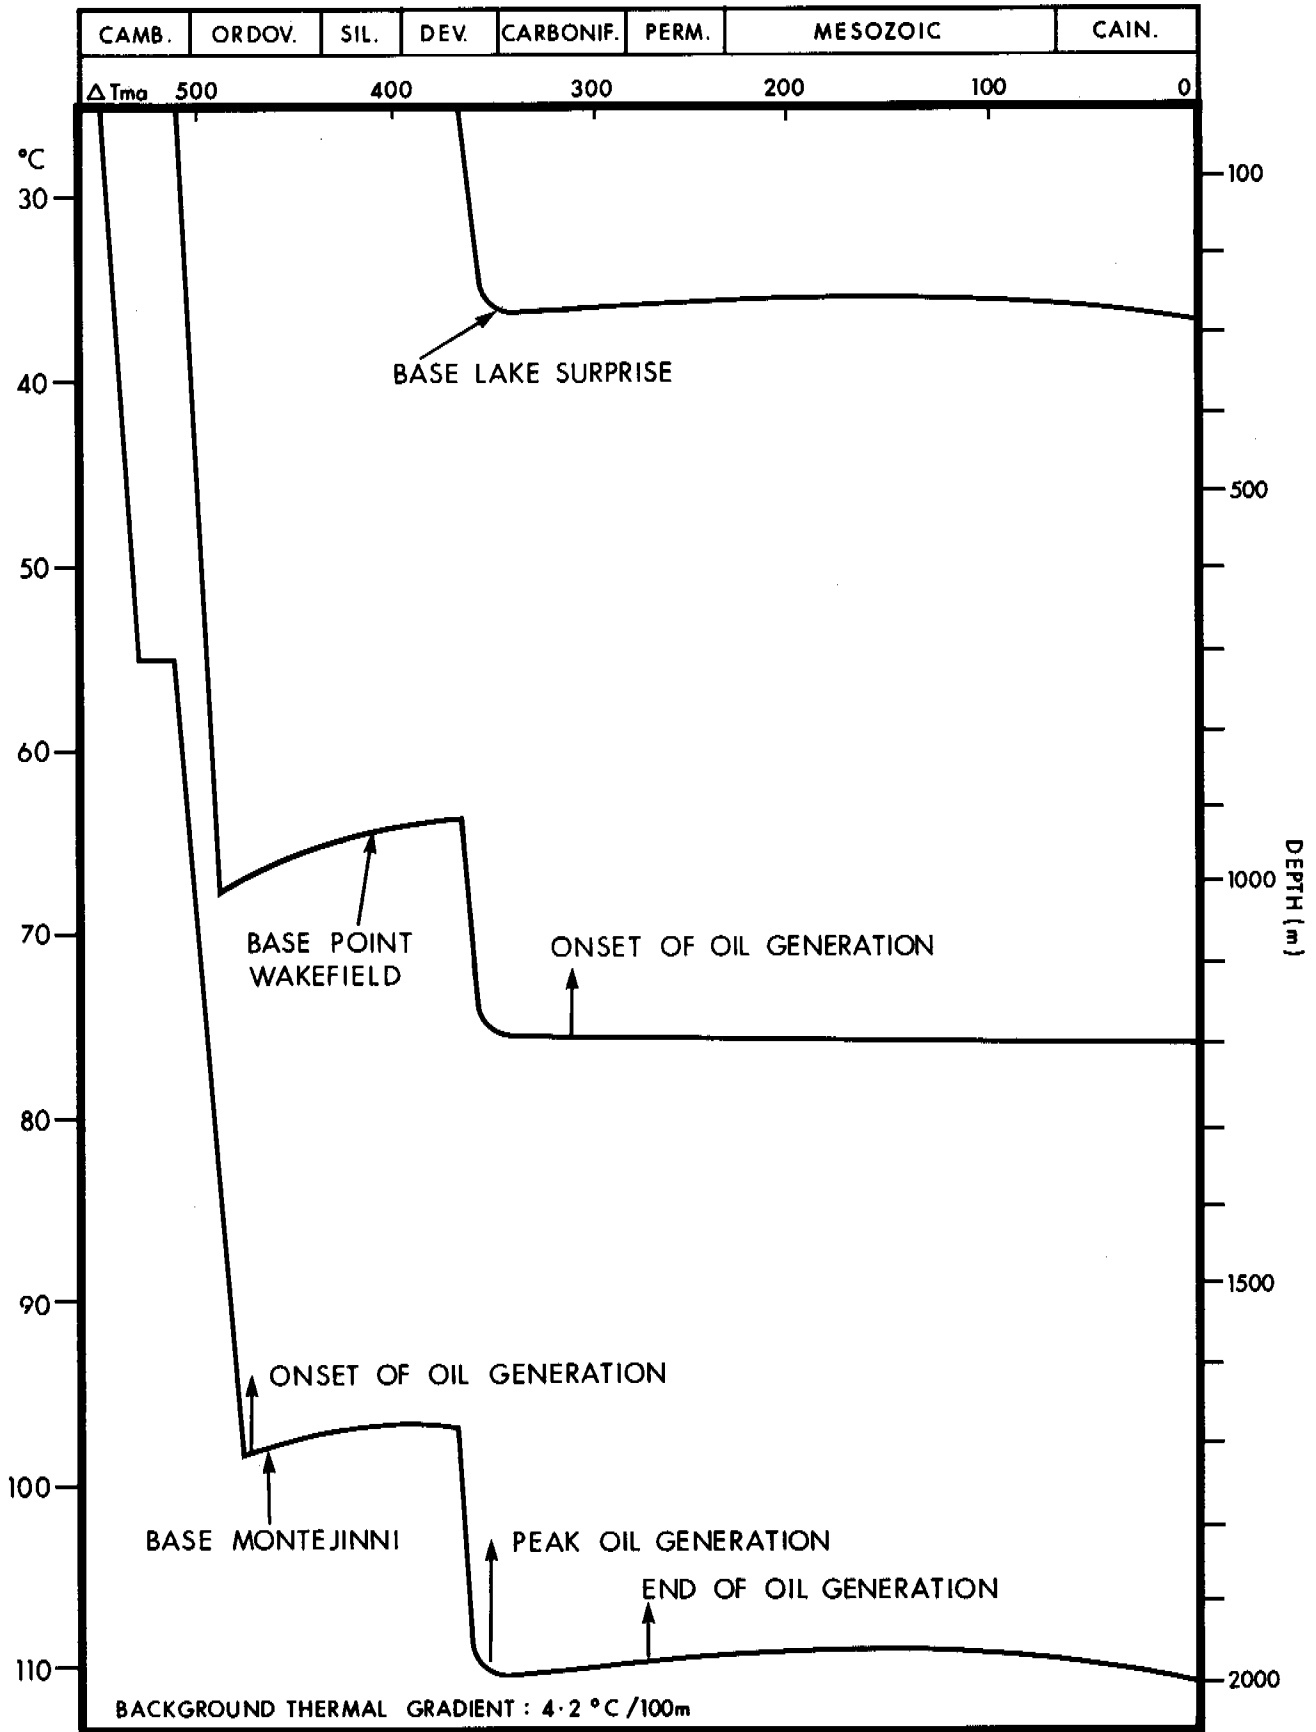 CAMB. ORDOV. SIL. DEV. CARBONIF. PERM. MESOZOIC CAIN.
△ Tma 500 400 300 200 100 0
°C
100
30
BASE LAKE SURPRISE
40
500
50
60
1000
DEPTH (m)
70
BASE POINT
WAKEFIELD
ONSET OF OIL GENERATION
80
1500
90
ONSET OF OIL GENERATION
100
BASE MONTEJINNI
PEAK OIL GENERATION
END OF OIL GENERATION
110
2000
BACKGROUND THERMAL GRADIENT : 4·2 °C /100m